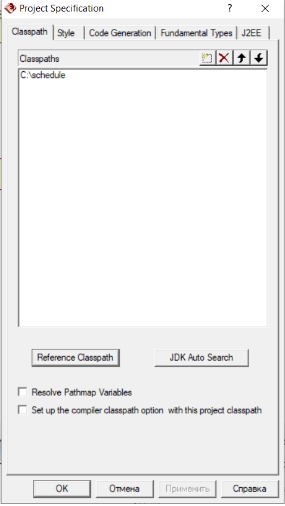 Project Specification
Classpath Style Code Generation Fundamental Types J2EE
Classpaths
C:\schedule
Reference Classpath JDK Auto Search
Resolve Pathmap Variables
Set up the compiler classpath option with this project classpath
OK Отмена Применить Справка